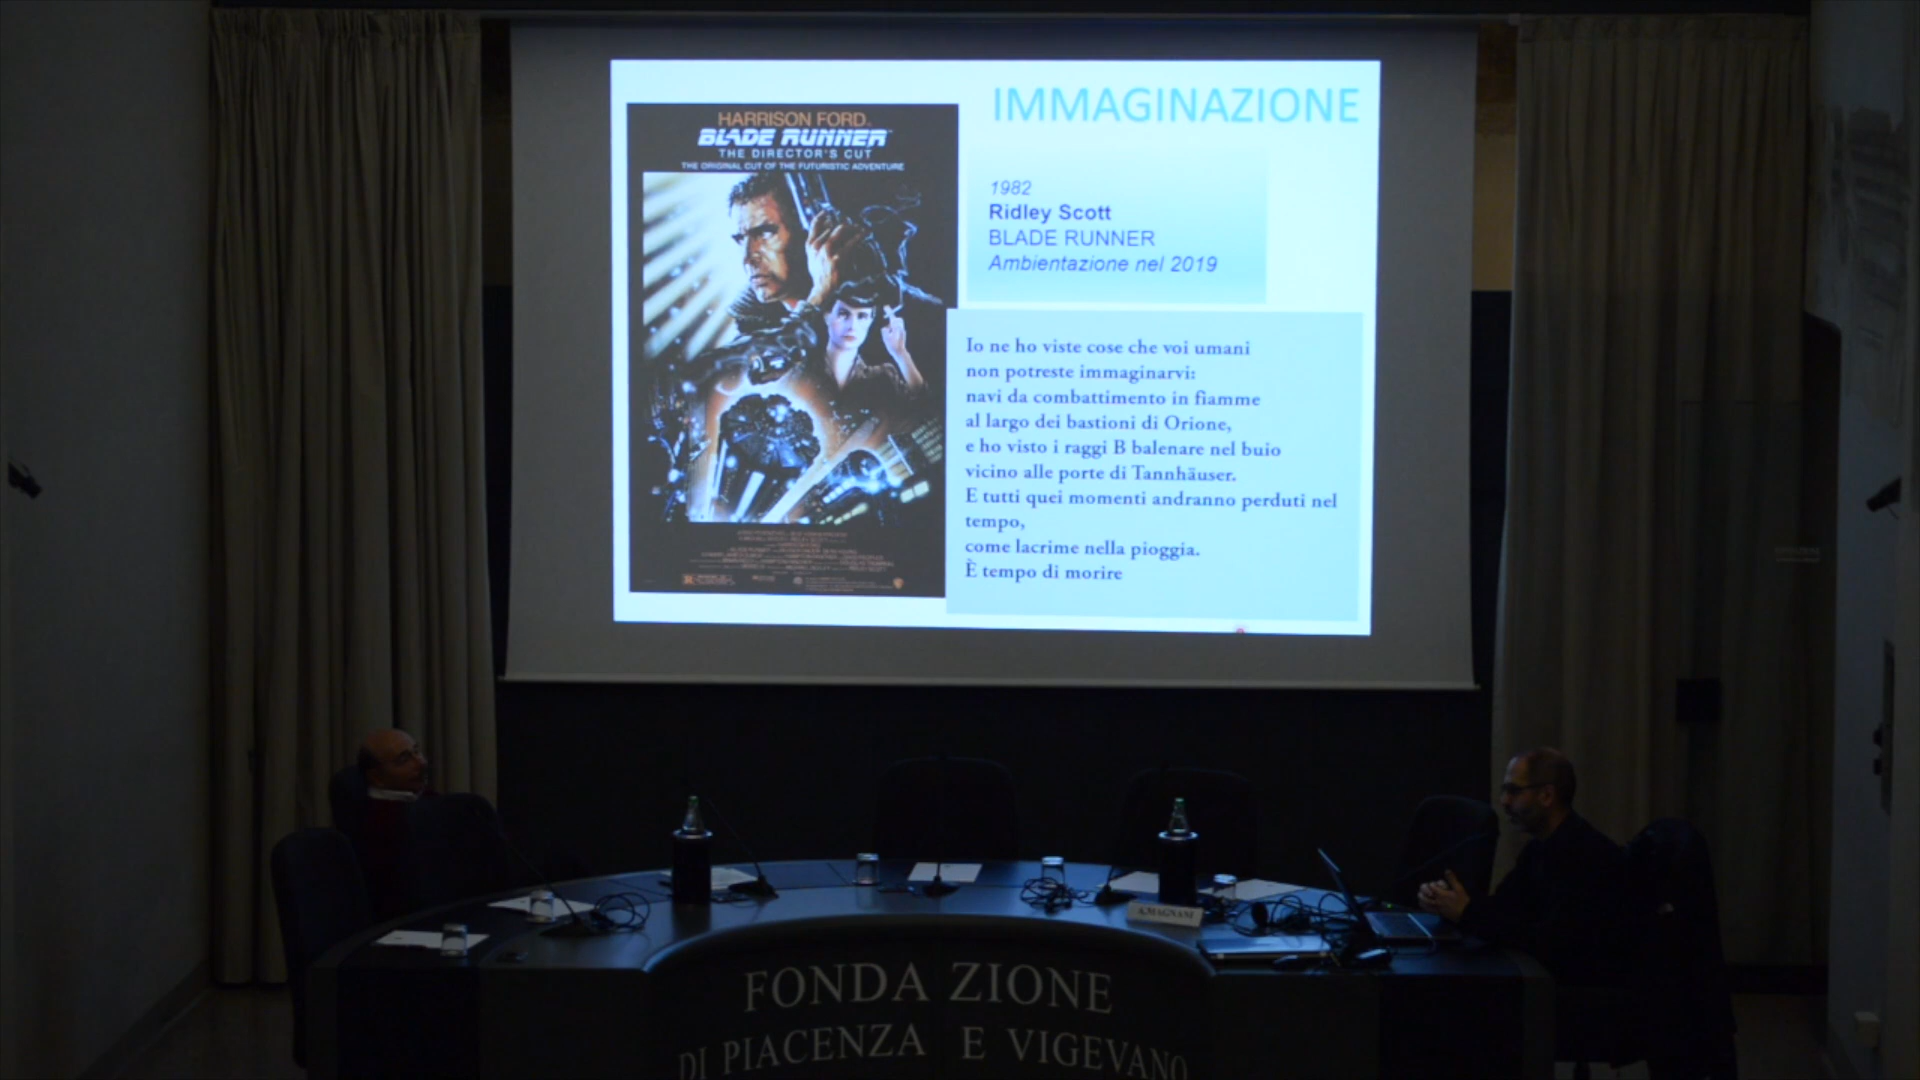 IMMAGINAZIONE
HARRISON FORD.
BLADE RUNNER
THE DIRECTOR'S CUT
THE ORIGINAL CUT OF THE FUTURISTIC ADVENTURE
1982
Ridley Scott
BLADE RUNNER
Ambientazione nel 2019
Io ne ho viste cose che voi umani
non potreste immaginarvi:
navi da combattimento in fiamme
al largo dei bastioni di Orione,
e ho visto i raggi B balenare nel buio
vicino alle porte di Tannhäuser.
E tutti quei momenti andranno perduti nel
tempo,
come lacrime nella pioggia.
È tempo di morire
A.MAGNANI
FONDAZIONE
DI PIACENZA E VIGEVANO